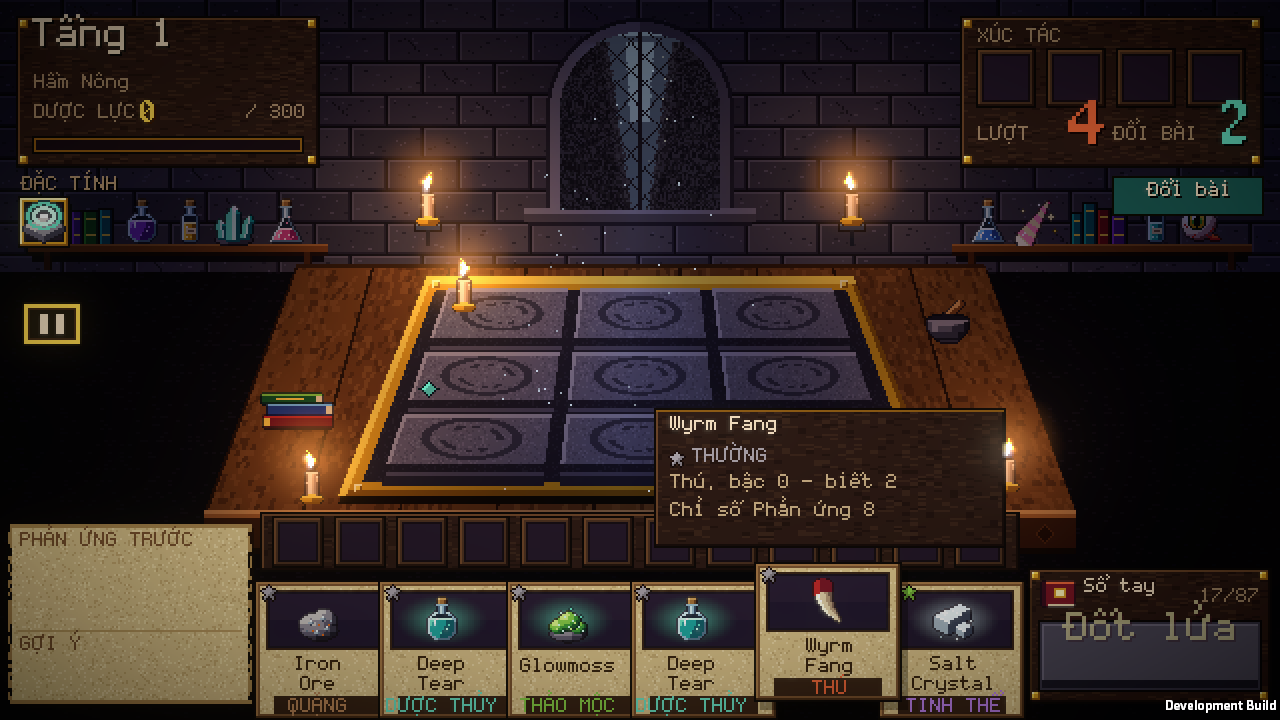 Tầng 1
Hầm Nông
DƯỢC LỰC 0 / 300
ĐẶC TÍNH
XÚC TÁC
LƯỢT 4 ĐỔI BÀI 2
Đổi bài
Wyrm Fang
THƯỜNG
Thú, bậc 0 - biết 2
Chỉ số Phản ứng 8
PHẢN ỨNG TRƯỚC
GỢI Ý
Iron Ore
QUẶNG
Deep Tear
DƯỢC THỦY
Glowmoss
THẢO MỘC
Deep Tear
DƯỢC THỦY
Wyrm Fang
THÚ
Salt Crystal
TINH THỂ
Sổ tay
17/87
Đốt lửa
Development Build